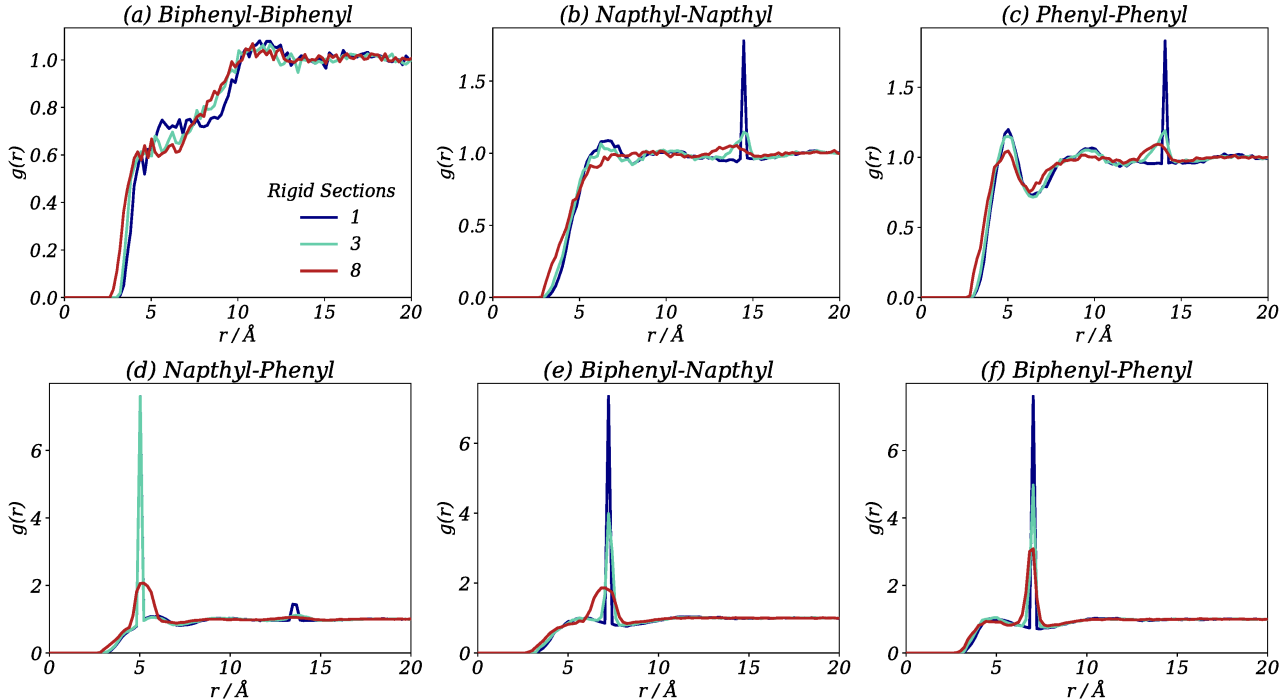 (a) Biphenyl-Biphenyl
g(r)
1.0
0.8
0.6
0.4
0.2
0.0
0 5 10 15 20
r / Å
Rigid Sections
1
3
8
(b) Napthyl-Napthyl
g(r)
1.5
1.0
0.5
0.0
0 5 10 15 20
r / Å
(c) Phenyl-Phenyl
g(r)
1.5
1.0
0.5
0.0
0 5 10 15 20
r / Å
(d) Napthyl-Phenyl
g(r)
6
4
2
0
0 5 10 15 20
r / Å
(e) Biphenyl-Napthyl
g(r)
6
4
2
0
0 5 10 15 20
r / Å
(f) Biphenyl-Phenyl
g(r)
6
4
2
0
0 5 10 15 20
r / Å